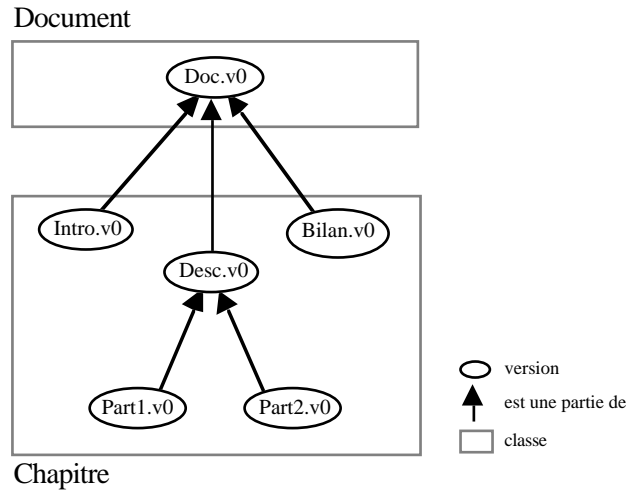 Document
Doc.v0
Intro.v0
Bilan.v0
Desc.v0
Part1.v0
Part2.v0
version
est une partie de
classe
Chapitre